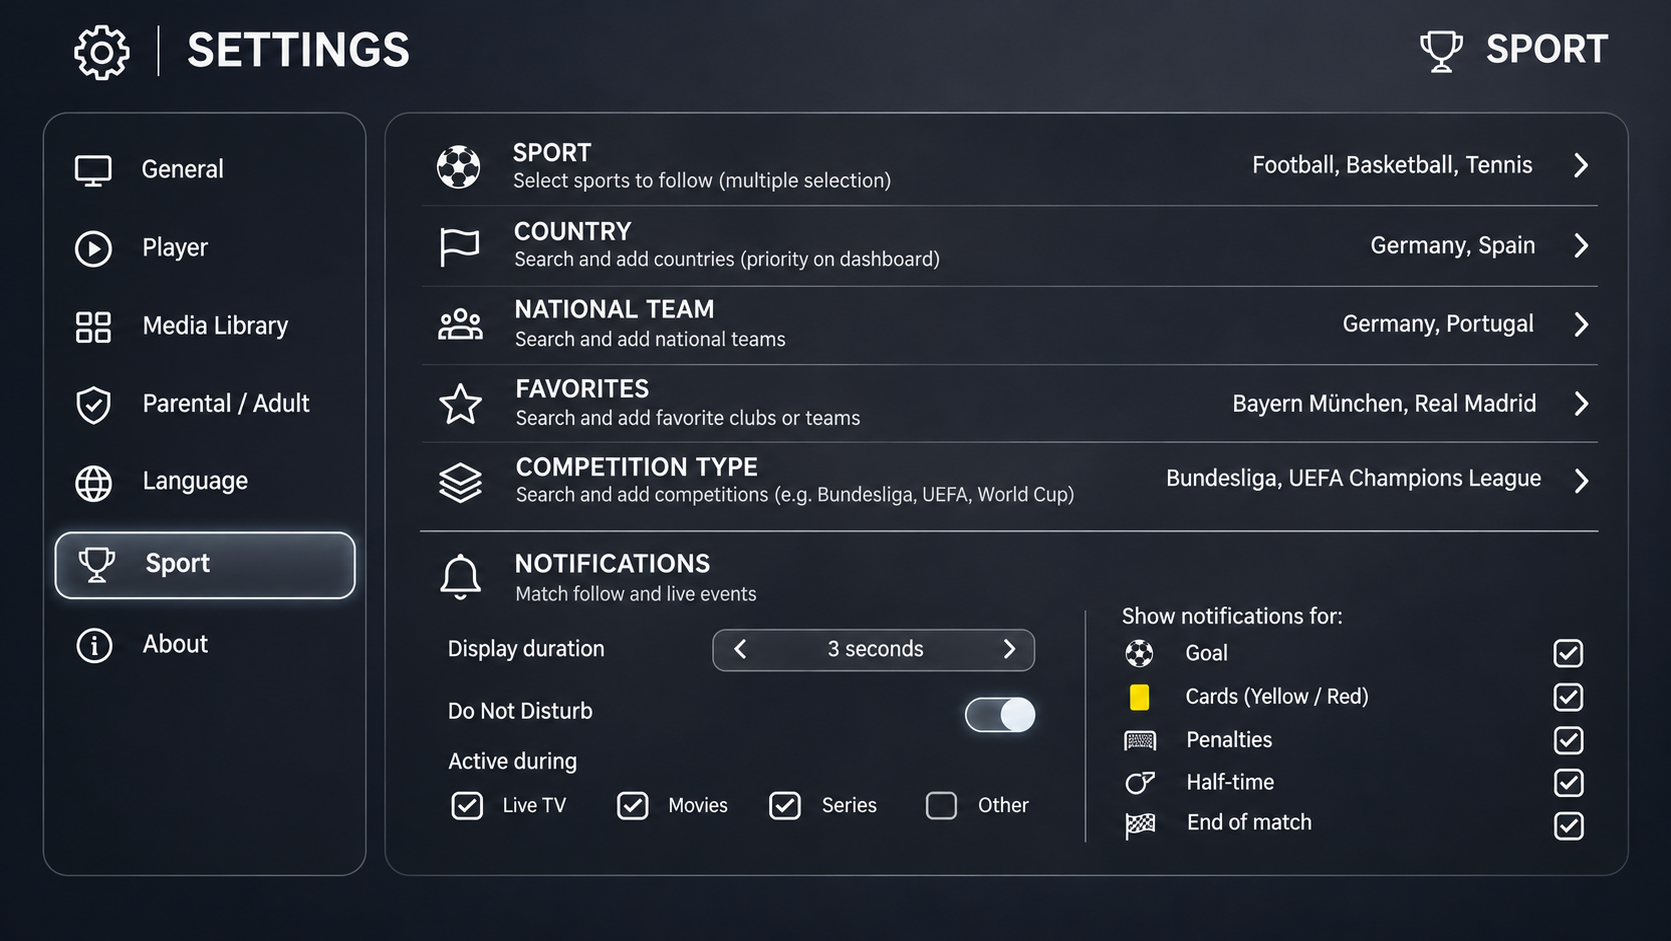 SETTINGS
SPORT
General
Player
Media Library
Parental / Adult
Language
Sport
About
SPORT
Select sports to follow (multiple selection)
Football, Basketball, Tennis
COUNTRY
Search and add countries (priority on dashboard)
Germany, Spain
NATIONAL TEAM
Search and add national teams
Germany, Portugal
FAVORITES
Search and add favorite clubs or teams
Bayern München, Real Madrid
COMPETITION TYPE
Search and add competitions (e.g. Bundesliga, UEFA, World Cup)
Bundesliga, UEFA Champions League
NOTIFICATIONS
Match follow and live events
Display duration
3 seconds
Do Not Disturb
Active during
Live TV
Movies
Series
Other
Show notifications for:
Goal
Cards (Yellow / Red)
Penalties
Half-time
End of match